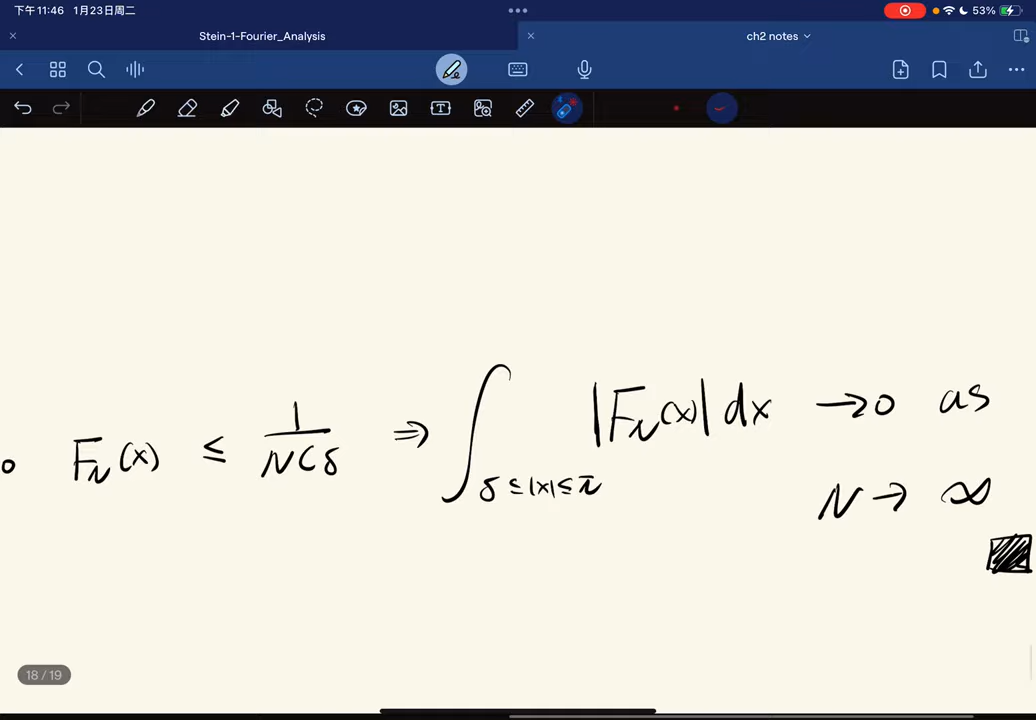 下午11:46 1月23日周二
53%
Stein-1-Fourier_Analysis
ch2 notes
F_N(x) ≤ 1/(NCδ) ⇒ ∫_{δ≤|x|≤π} |F_N(x)| dx → 0 as
N → ∞
18 / 19